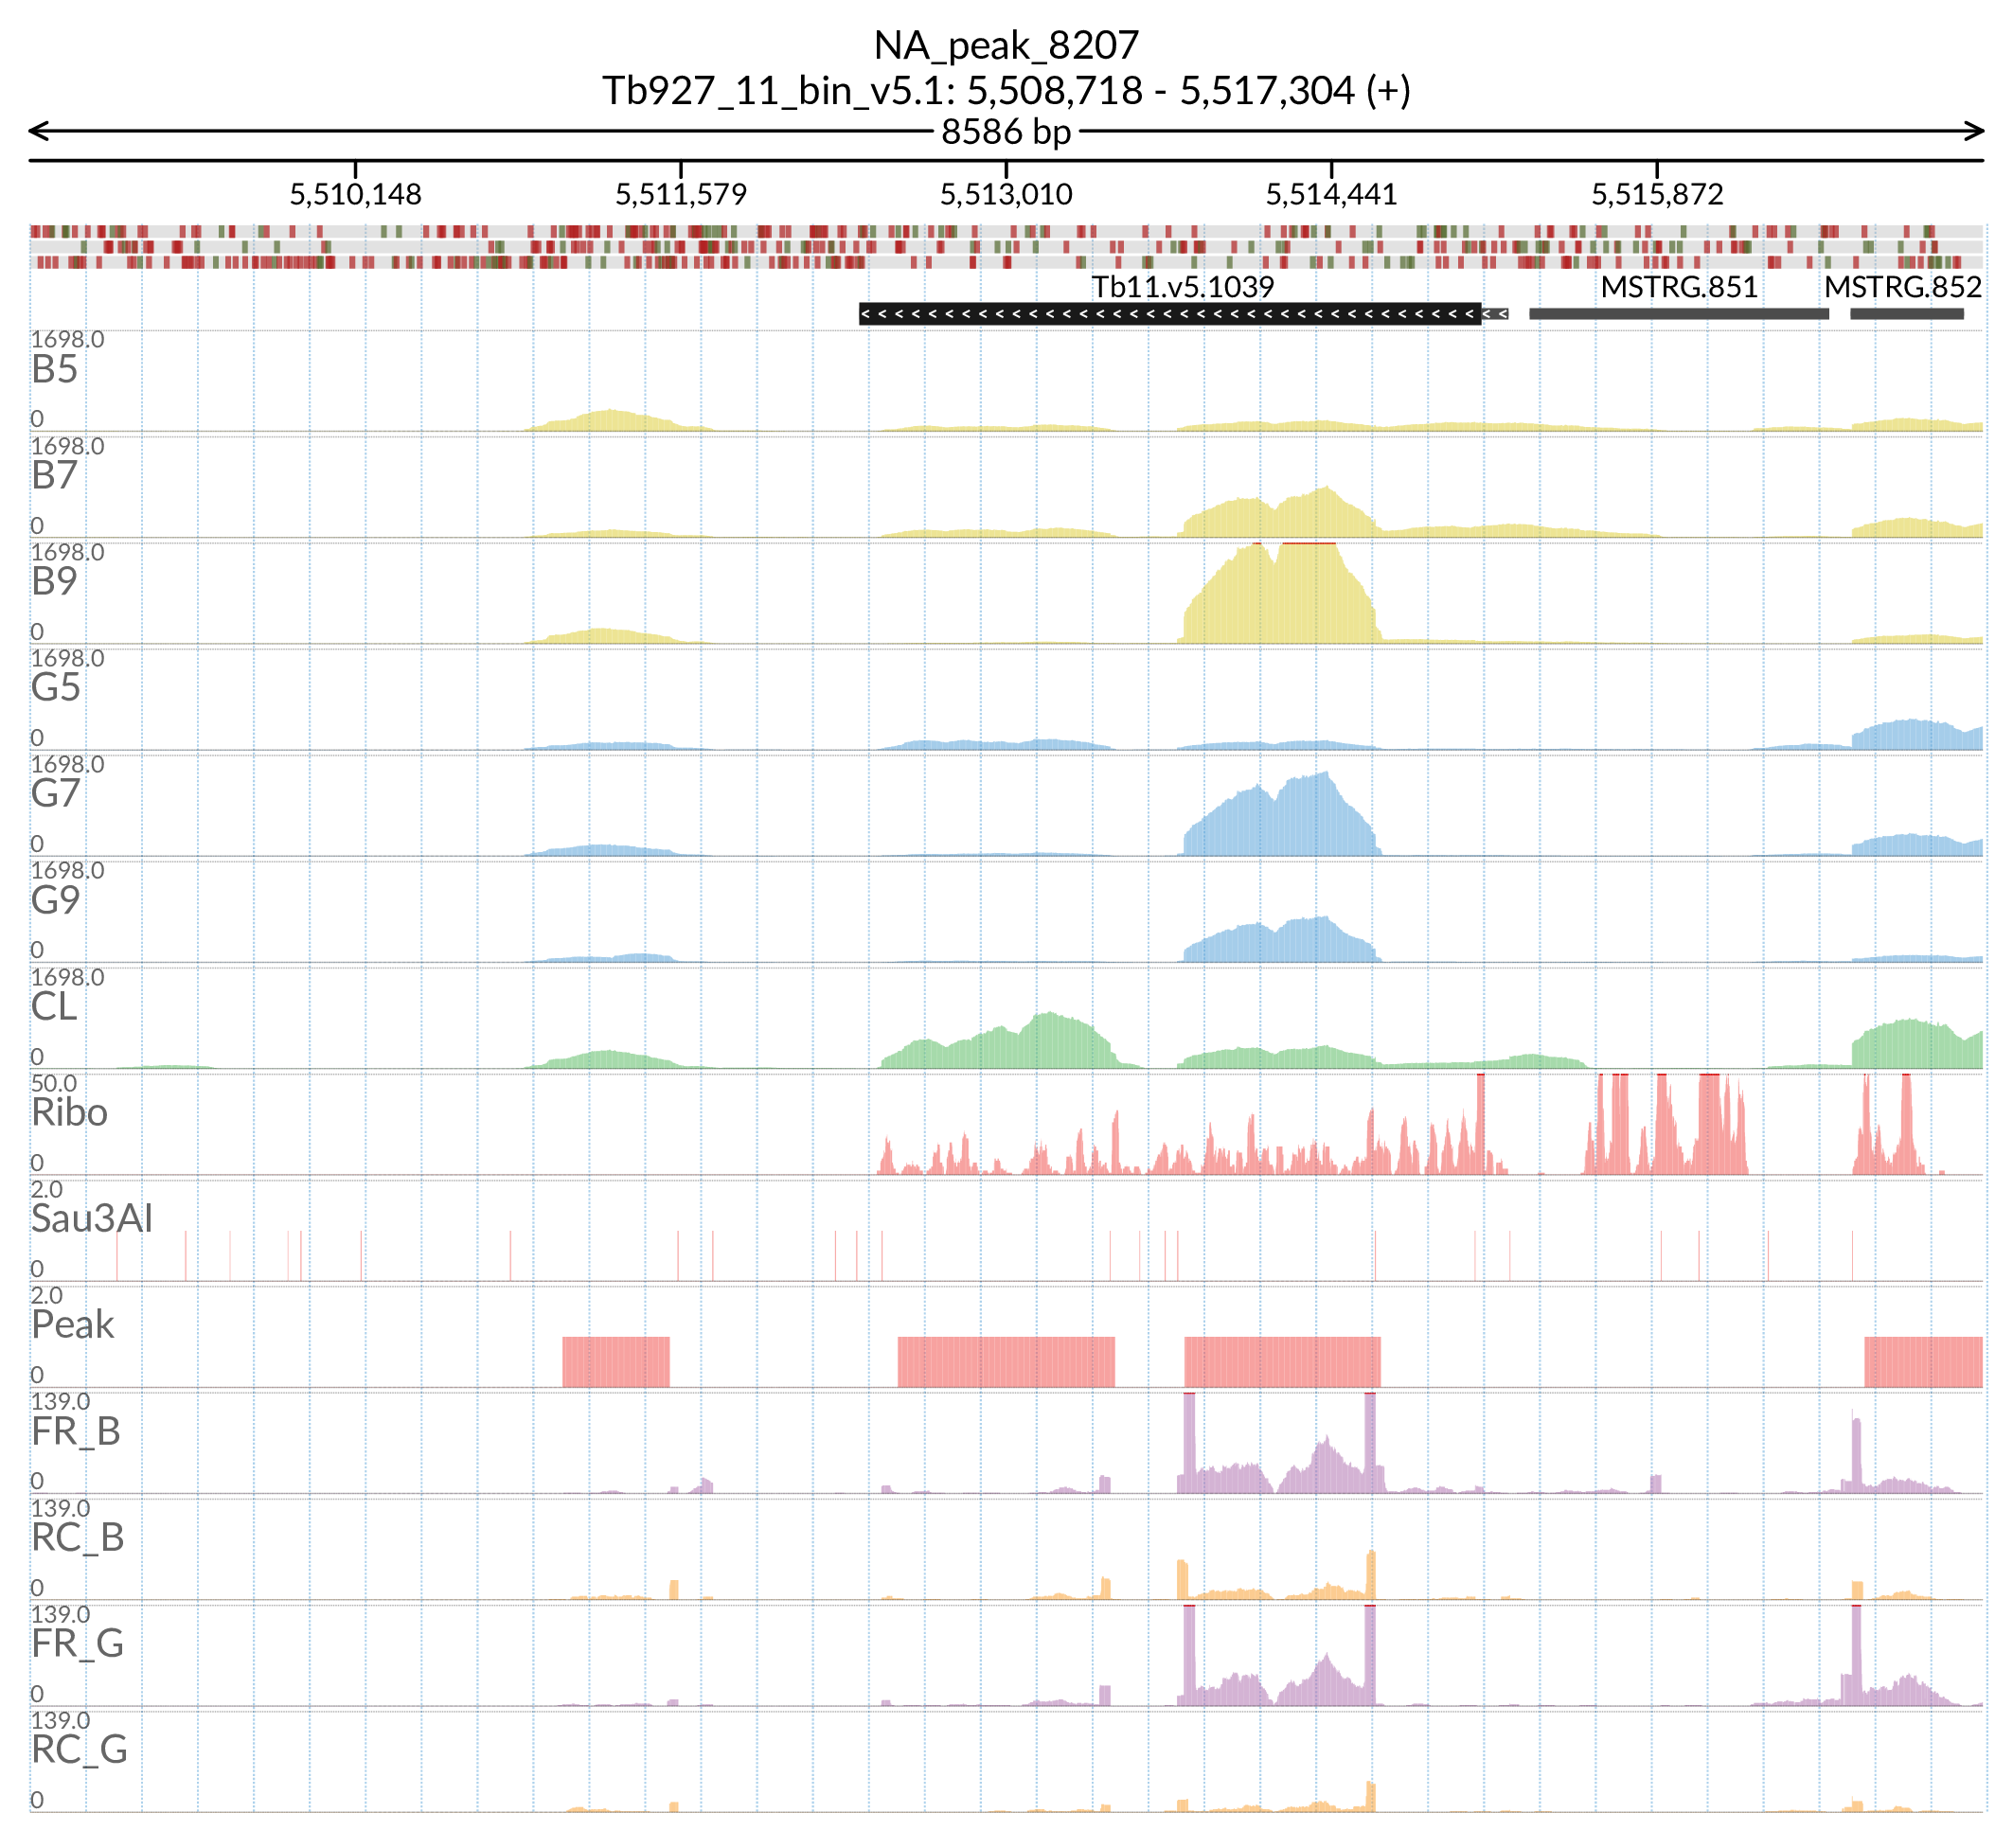 NA_peak_8207
Tb927_11_bin_v5.1: 5,508,718 - 5,517,304 (+)
8586 bp
5,510,148 5,511,579 5,513,010 5,514,441 5,515,872
Tb11.v5.1039 MSTRG.851 MSTRG.852
1698.0
B5
0
1698.0
B7
0
1698.0
B9
0
1698.0
G5
0
1698.0
G7
0
1698.0
G9
0
1698.0
CL
0
50.0
Ribo
0
2.0
Sau3AI
0
2.0
Peak
0
139.0
FR_B
0
139.0
RC_B
0
139.0
FR_G
0
139.0
RC_G
0